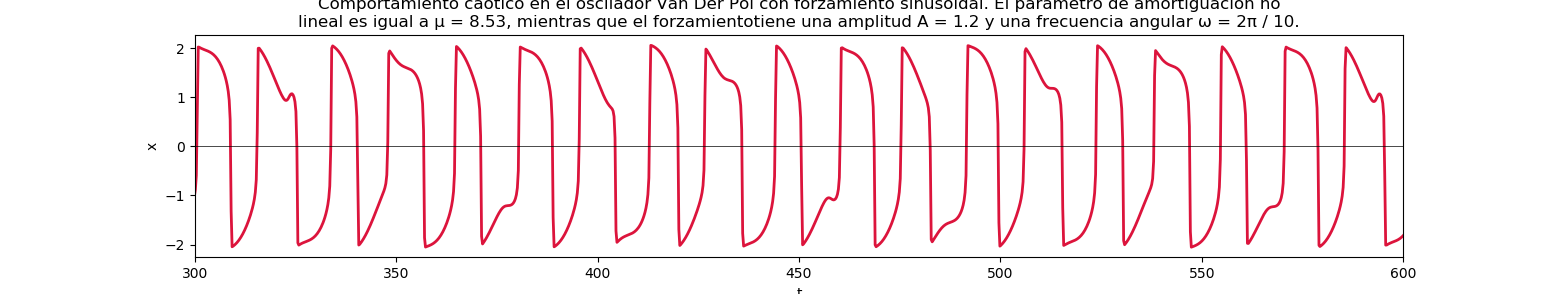 Comportamiento caótico en el oscilador Van Der Pol con forzamiento sinusoidal. El parámetro de amortiguación no
lineal es igual a μ = 8.53, mientras que el forzamientotiene una amplitud A = 1.2 y una frecuencia angular ω = 2π / 10.
2
1
0
−1
−2
x
300 350 400 450 500 550 600
t